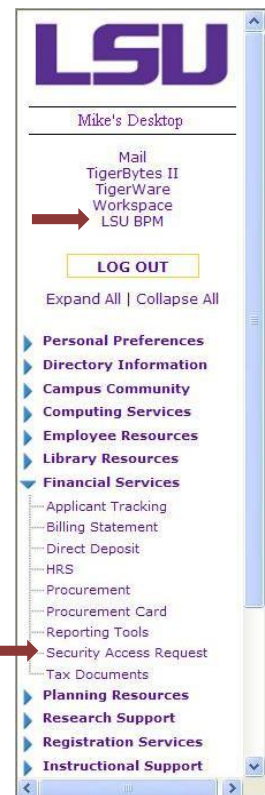 LSU
Mike's Desktop
Mail
TigerBytes II
TigerWare
Workspace
LSU BPM
LOG OUT
Expand All | Collapse All
Personal Preferences
Directory Information
Campus Community
Computing Services
Employee Resources
Library Resources
Financial Services
Applicant Tracking
Billing Statement
Direct Deposit
HRS
Procurement
Procurement Card
Reporting Tools
Security Access Request
Tax Documents
Planning Resources
Research Support
Registration Services
Instructional Support